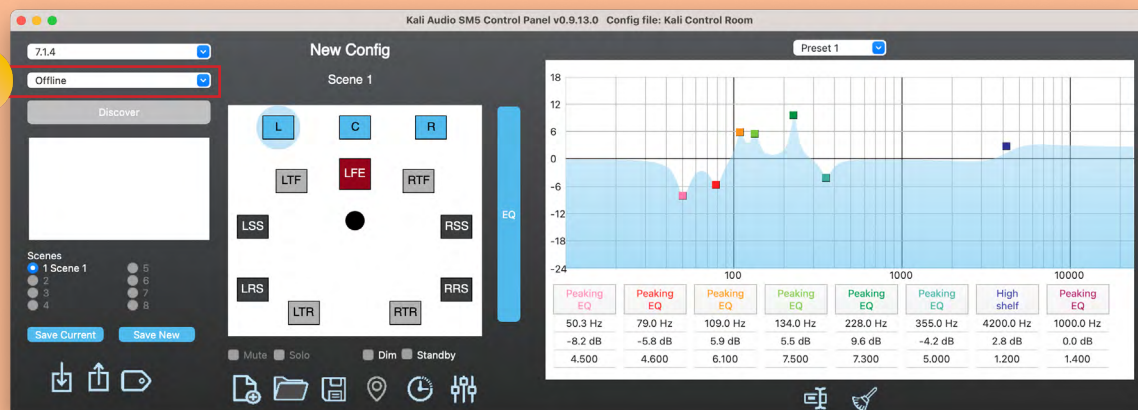 Kali Audio SM5 Control Panel v0.9.13.0 Config file: Kali Control Room
7.1.4
Offline
Discover
Scenes
1 Scene 1
2
3
4
5
6
7
8
Save Current
Save New
New Config
Scene 1
L
C
R
LTF
LFE
RTF
LSS
RSS
LRS
RRS
LTR
RTR
Mute
Solo
Dim
Standby
EQ
Preset 1
18
12
6
0
-6
-12
-18
-24
100
1000
10000
Peaking EQ Peaking EQ Peaking EQ Peaking EQ Peaking EQ Peaking EQ High shelf Peaking EQ
50.3 Hz 79.0 Hz 109.0 Hz 134.0 Hz 228.0 Hz 355.0 Hz 4200.0 Hz 1000.0 Hz
-8.2 dB -5.8 dB 5.9 dB 5.5 dB 9.6 dB -4.2 dB 2.8 dB 0.0 dB
4.500 4.600 6.100 7.500 7.300 5.000 1.200 1.400